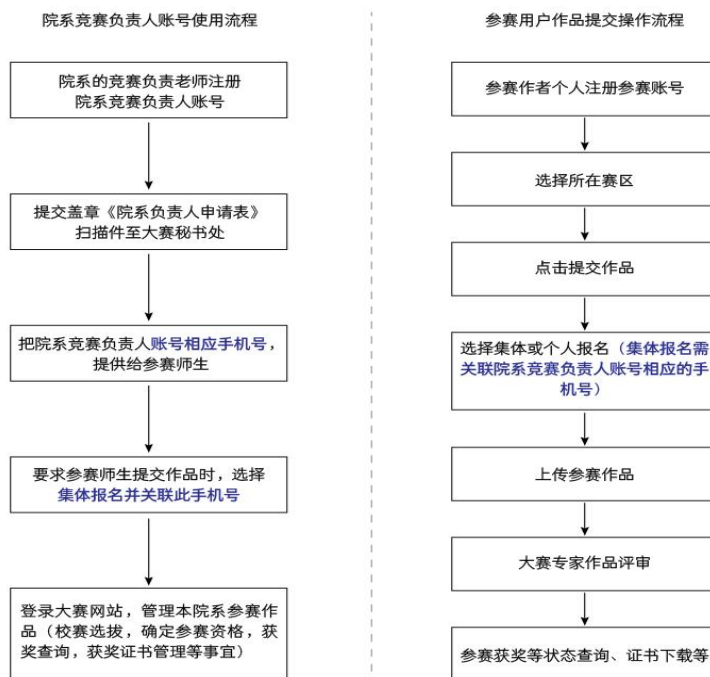 院系竞赛负责人账号使用流程
院系的竞赛负责老师注册
院系竞赛负责人账号
提交盖章《院系负责人申请表》
扫描件至大赛秘书处
把院系竞赛负责人账号相应手机号，
提供给参赛师生
要求参赛师生提交作品时，选择
集体报名并关联此手机号
登录大赛网站，管理本院系参赛作
品（校赛选拔，确定参赛资格，获
奖查询，获奖证书管理等事宜）
参赛用户作品提交操作流程
参赛作者个人注册参赛账号
选择所在赛区
点击提交作品
选择集体或个人报名（集体报名需
关联院系竞赛负责人账号相应的手
机号）
上传参赛作品
大赛专家作品评审
参赛获奖等状态查询、证书下载等